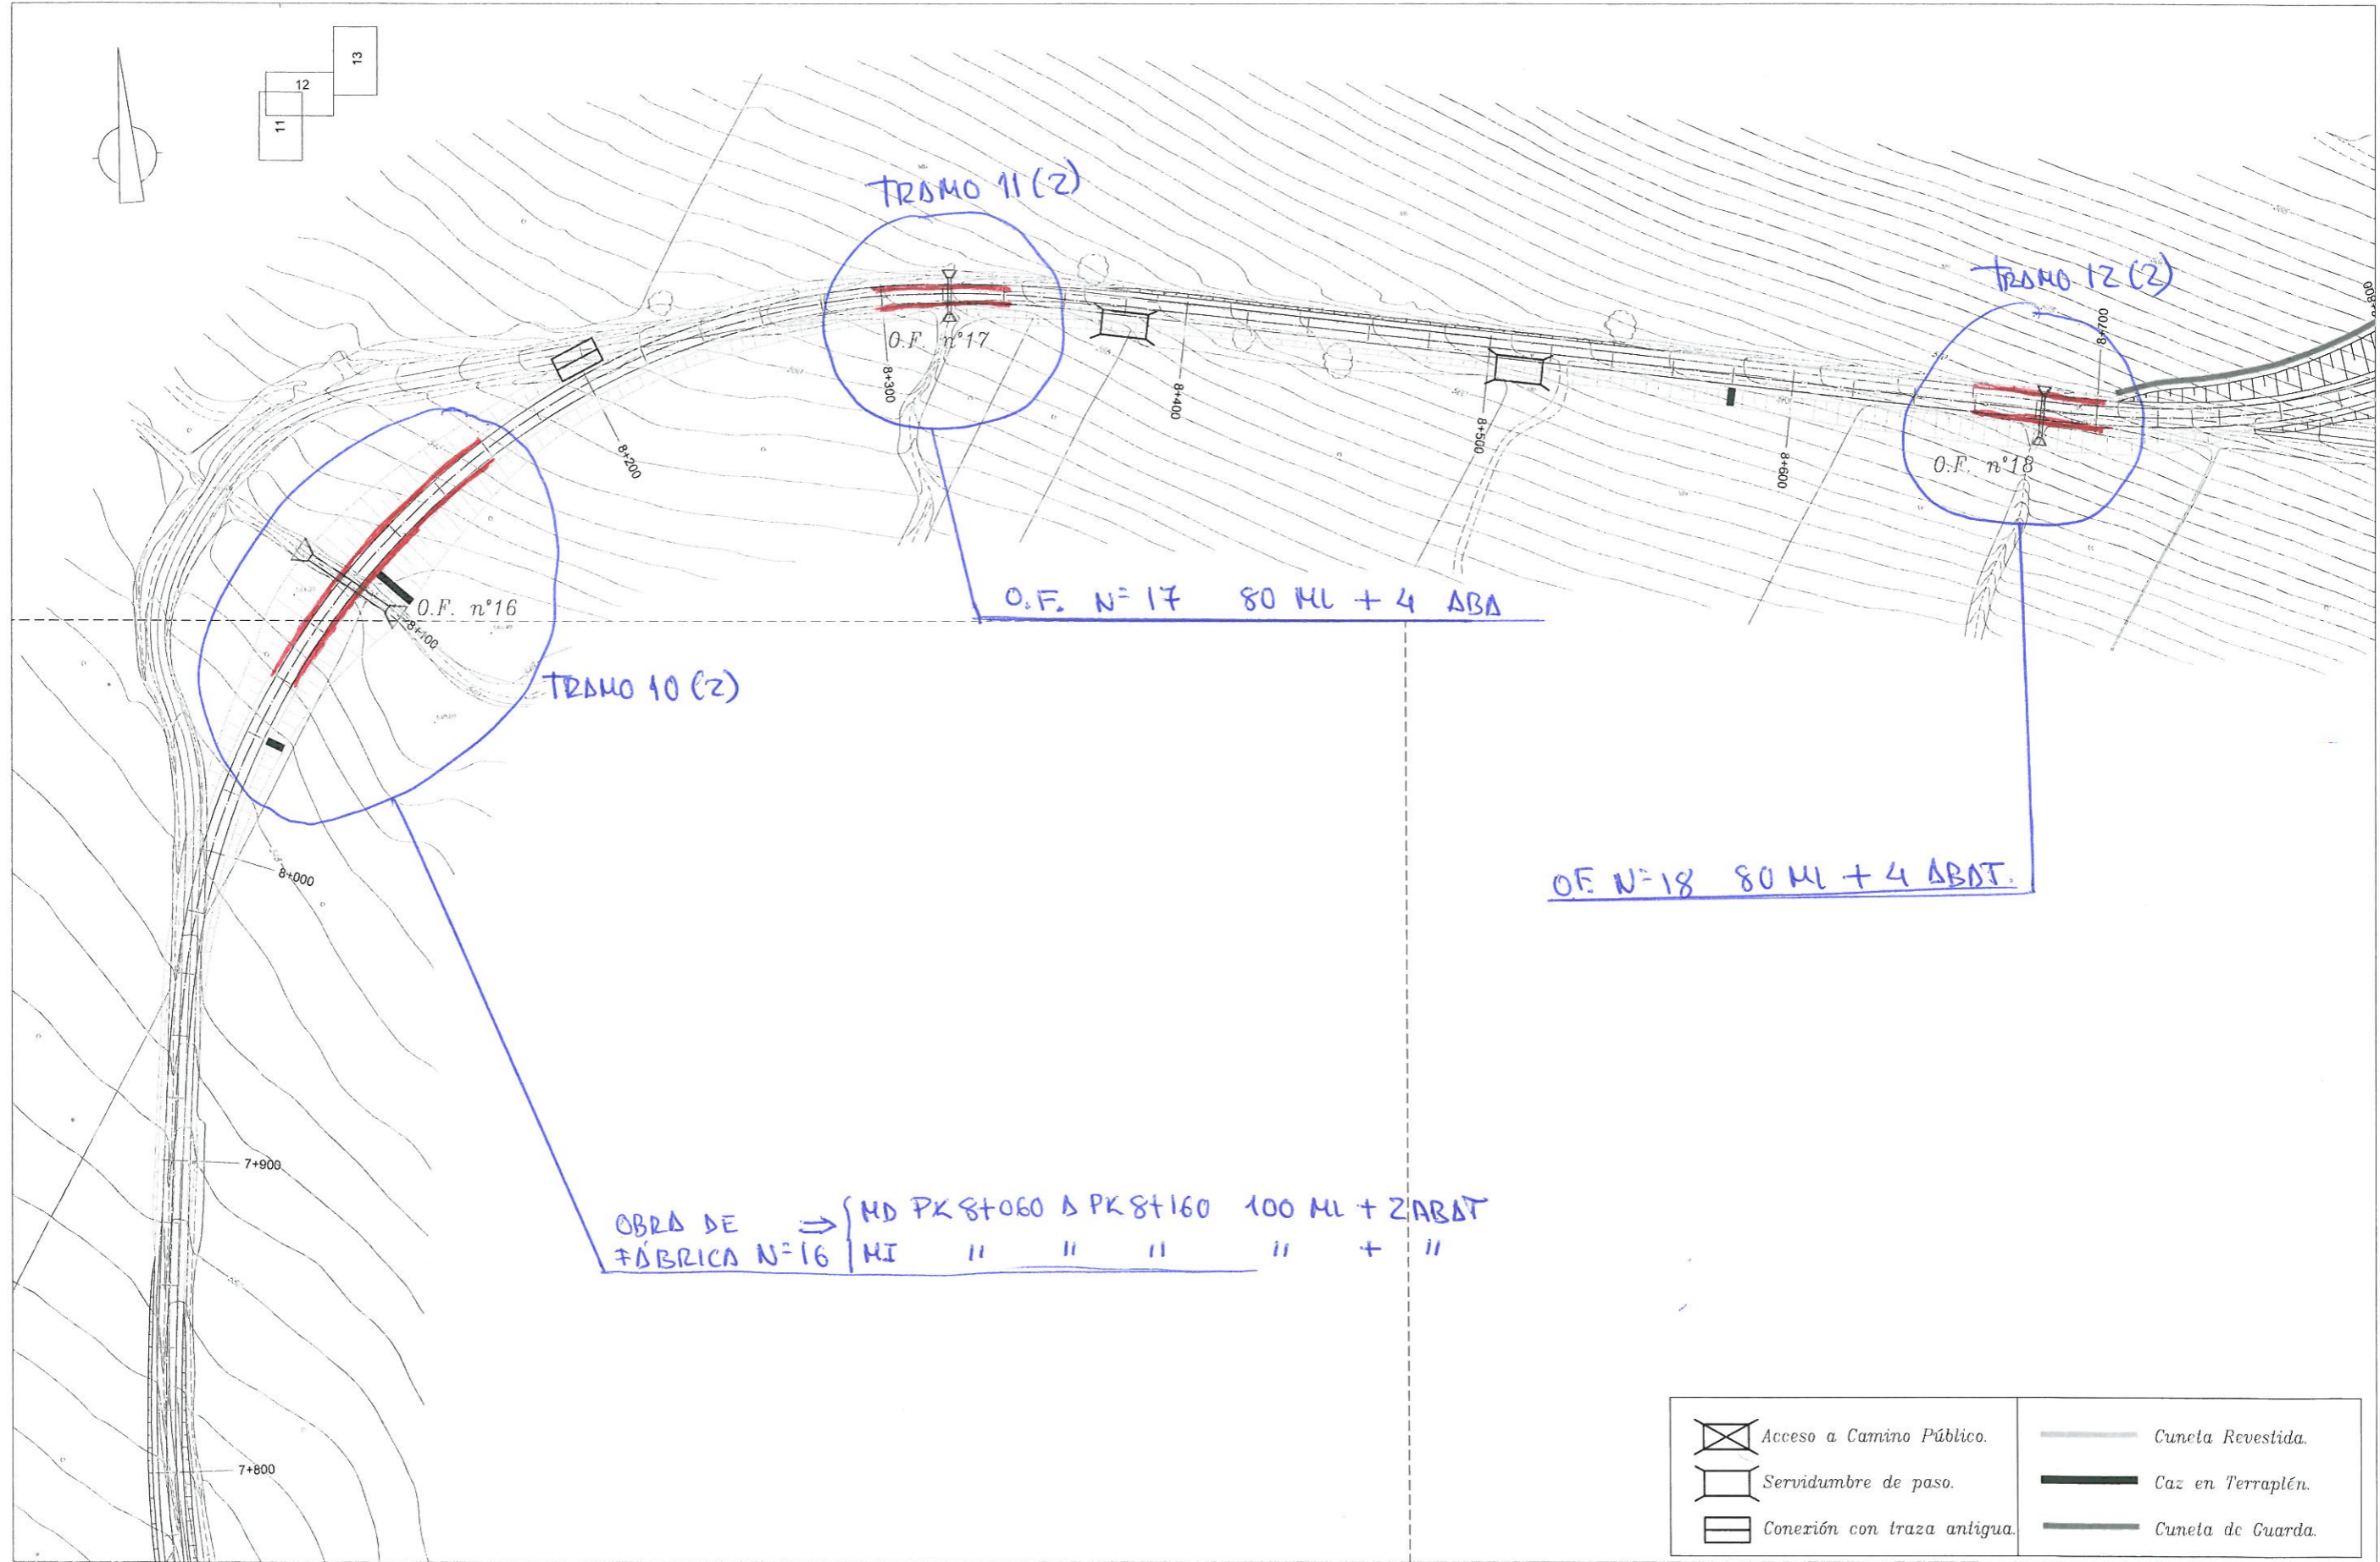 13
12
11
TRAMO 11 (2)
TRAMO 12 (2)
8+800
8+700
O.F. nº17
8+300
8+400
8+500
8+600
O.F. nº18
8+200
O.F. nº16
8+100
O.F. Nº 17 80 ML + 4 ABA
TRAMO 10 (2)
8+000
OF. Nº 18 80 ML + 4 ABAT.
7+900
OBRA DE ⇒ { MD PK 8+060 A PK 8+160 100 ML + 2 ABAT
FÁBRICA Nº 16 MI " " " " + "
7+800
Acceso a Camino Público.
Servidumbre de paso.
Conexión con traza antigua.
Cuneta Revestida.
Caz en Terraplén.
Cuneta de Guarda.